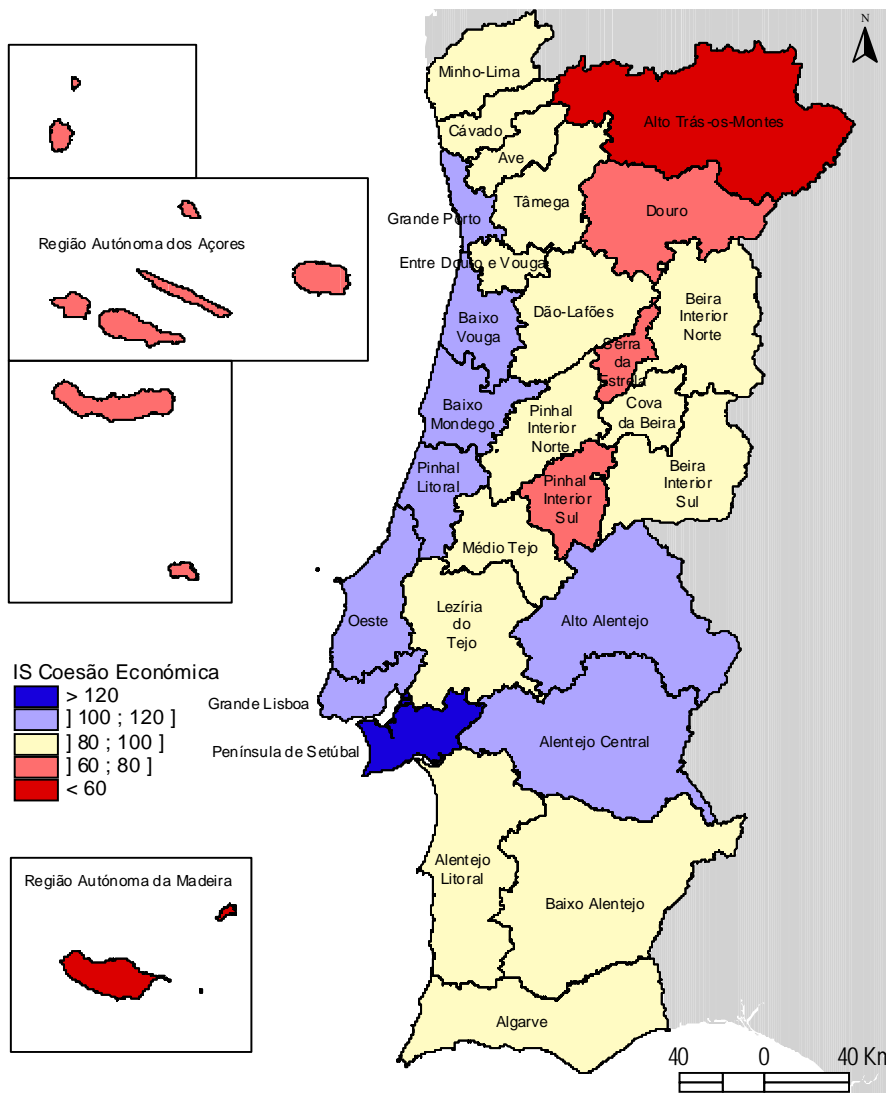 N
Minho-Lima
Alto Trás-os-Montes
Cávado
Ave
Tâmega
Grande Porto
Douro
Região Autónoma dos Açores
Entre Douro e Vouga
Dão-Lafões
Beira
Interior
Norte
Baixo
Vouga
Serra
da
Estrela
Baixo
Mondego
Pinhal
Interior
Norte
Cova
da Beira
Pinhal
Litoral
Beira
Interior
Sul
Pinhal
Interior
Sul
Médio Tejo
Lezíria
do
Tejo
Oeste
Alto Alentejo
IS Coesão Económica
> 120
] 100 ; 120 ]
] 80 ; 100 ]
] 60 ; 80 ]
< 60
Grande Lisboa
Península de Setúbal
Alentejo Central
Alentejo
Litoral
Baixo Alentejo
Região Autónoma da Madeira
Algarve
40 0 40 Km